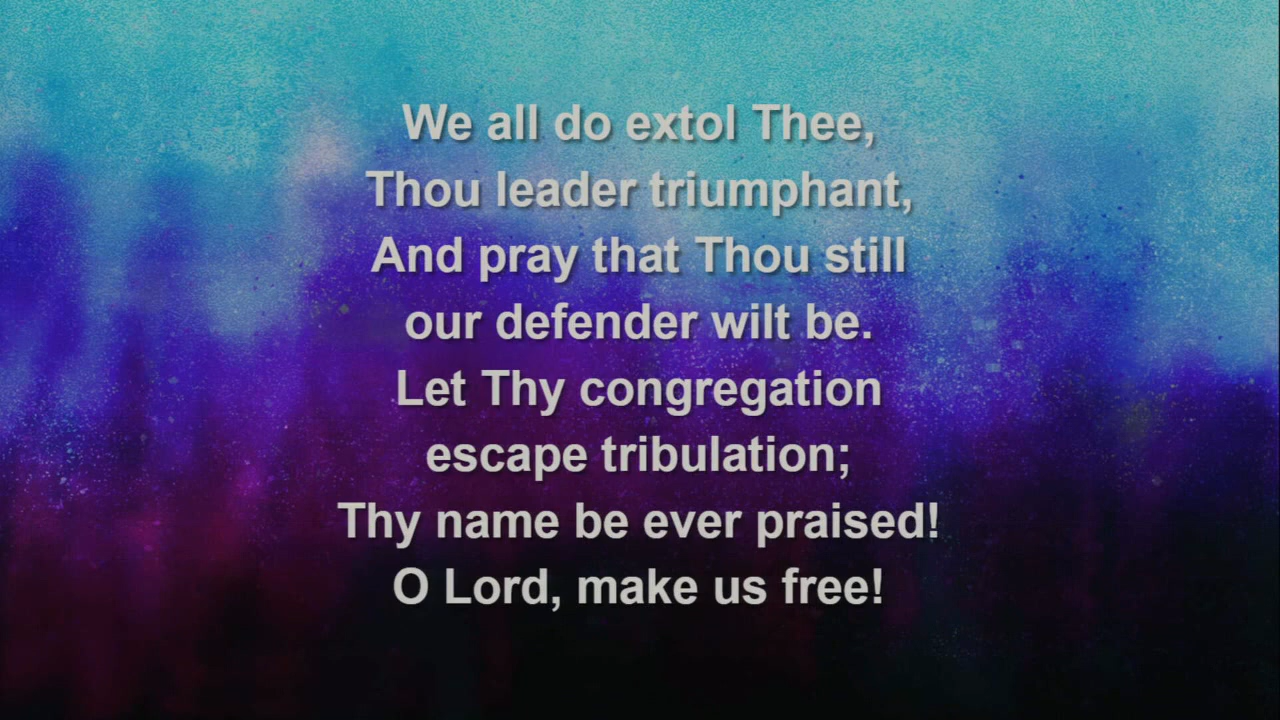 We all do extol Thee,
Thou leader triumphant,
And pray that Thou still
our defender wilt be.
Let Thy congregation
escape tribulation;
Thy name be ever praised!
O Lord, make us free!